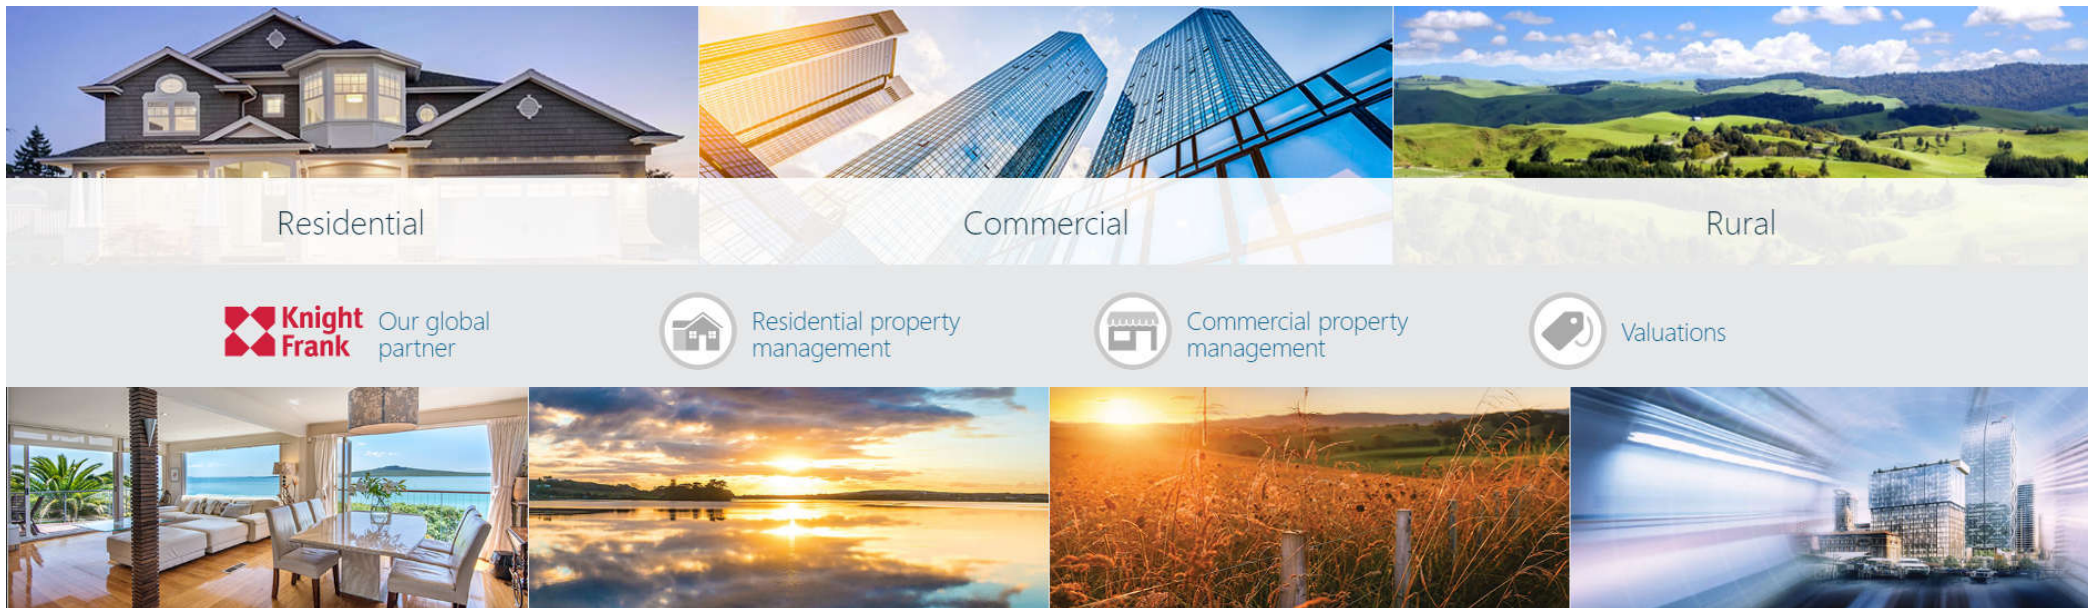 Residential
Commercial
Rural
Knight
Frank
Our global
partner
Residential property
management
Commercial property
management
Valuations